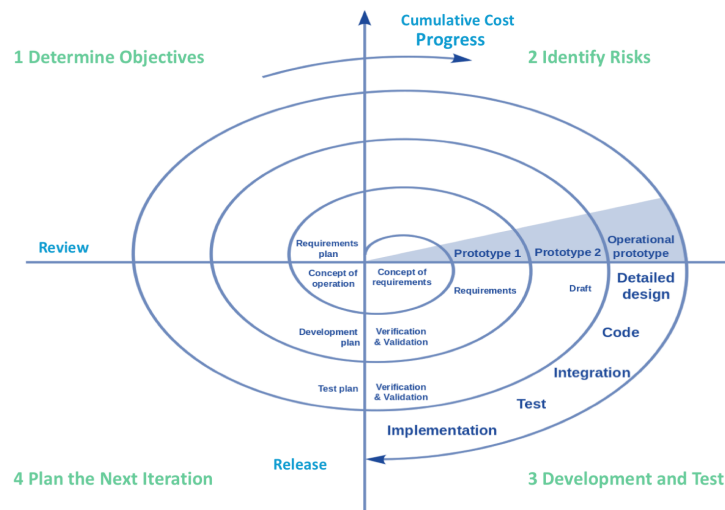 Cumulative Cost
Progress
1 Determine Objectives
2 Identify Risks
Review
Requirements
plan
Prototype 1
Prototype 2
Operational
prototype
Concept of
operation
Concept of
requirements
Requirements
Draft
Detailed
design
Development
plan
Verification
& Validation
Code
Integration
Test plan
Verification
& Validation
Test
Implementation
Release
4 Plan the Next Iteration
3 Development and Test